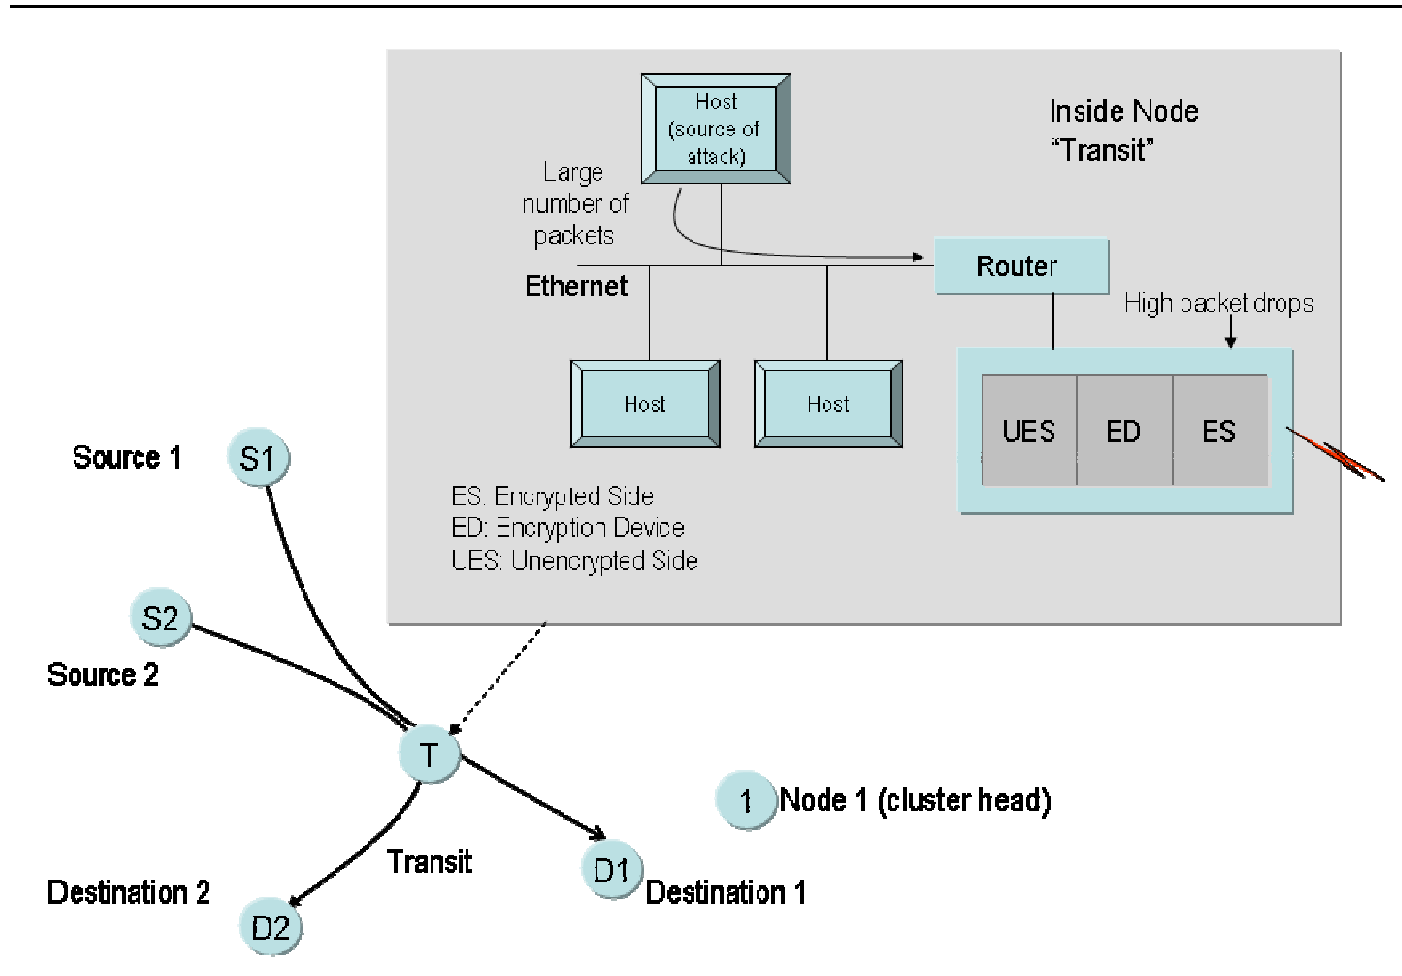 Host
(source of
attack)
Inside Node
"Transit"
Large
number of
packets
Ethernet
Router
High packet drops
Host
Host
UES
ED
ES
ES: Encrypted Side
ED: Encryption Device
UES: Unencrypted Side
Source 1
S1
S2
Source 2
T
1
Node 1 (cluster head)
Transit
D1
Destination 1
Destination 2
D2